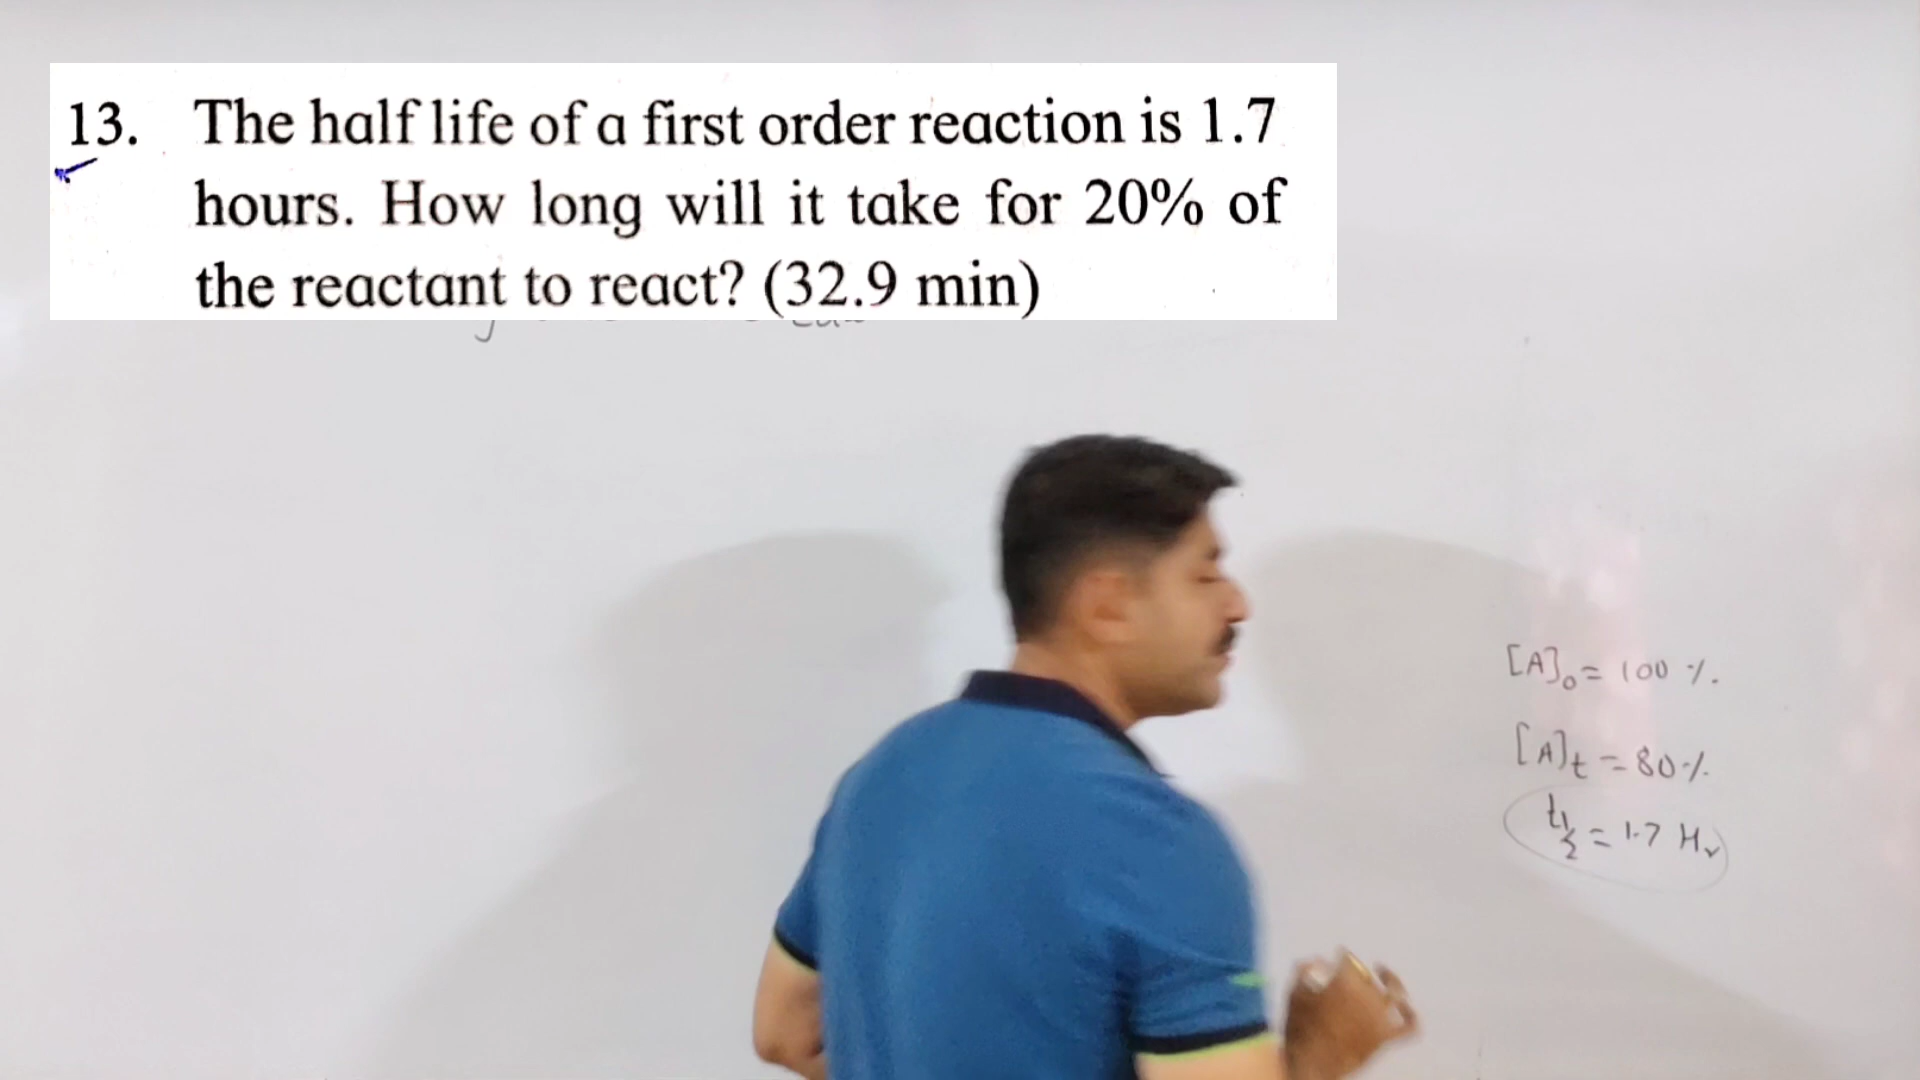 13. The half life of a first order reaction is 1.7
hours. How long will it take for 20% of
the reactant to react? (32.9 min)
[A]₀ = 100 %.
[A]t = 80%
t½ = 1.7 Hr